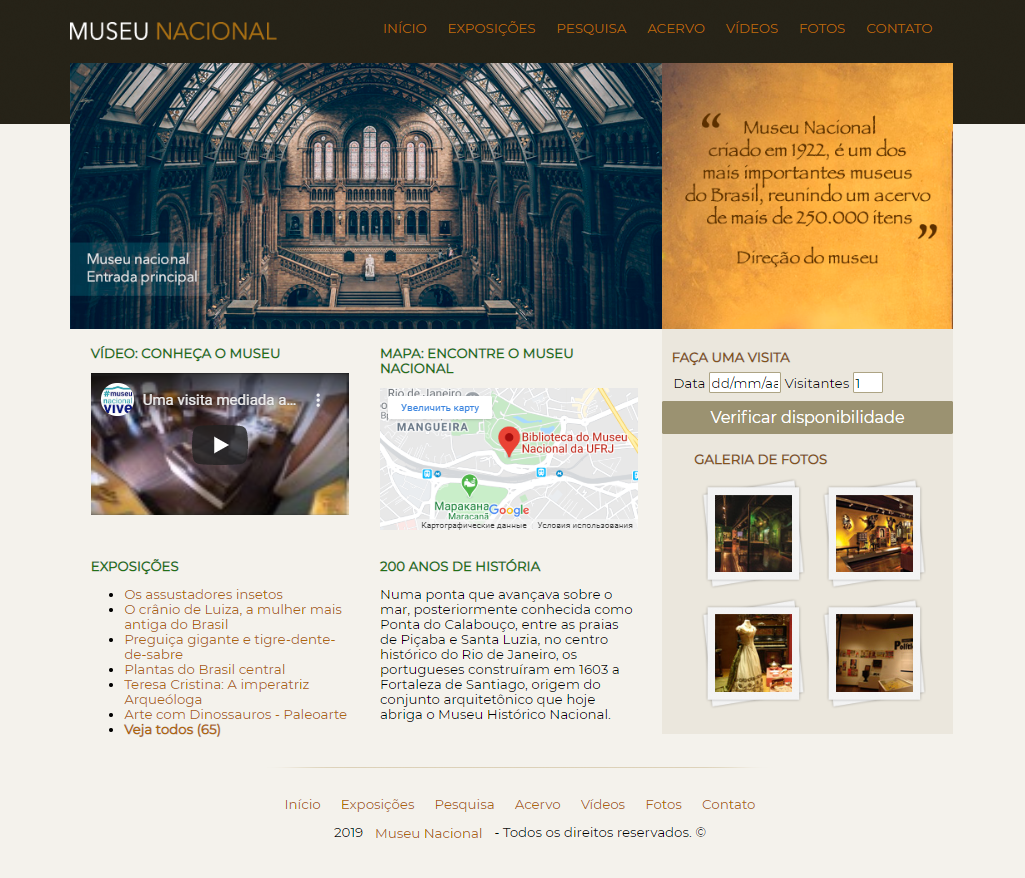 MUSEU NACIONAL
INÍCIO EXPOSIÇÕES PESQUISA ACERVO VÍDEOS FOTOS CONTATO
Museu nacional
Entrada principal
“ Museu Nacional
criado em 1922, é um dos
mais importantes museus
do Brasil, reunindo um acervo
de mais de 250.000 itens ”
Direção do museu
VÍDEO: CONHEÇA O MUSEU
#museu
nacional
vive
Uma visita mediada a...
MAPA: ENCONTRE O MUSEU
NACIONAL
Rio de Janeiro
Увеличить карту
MANGUEIRA
Biblioteca do Museu
Nacional da UFRJ
Маракана
Maracanã
Google
Картографические данные Условия использования
FAÇA UMA VISITA
Data dd/mm/aa Visitantes 1
Verificar disponibilidade
GALERIA DE FOTOS
EXPOSIÇÕES
Os assustadores insetos
O crânio de Luiza, a mulher mais
antiga do Brasil
Preguiça gigante e tigre-dente-
de-sabre
Plantas do Brasil central
Teresa Cristina: A imperatriz
Arqueóloga
Arte com Dinossauros - Paleoarte
Veja todos (65)
200 ANOS DE HISTÓRIA
Numa ponta que avançava sobre o
mar, posteriormente conhecida como
Ponta do Calabouço, entre as praias
de Piçaba e Santa Luzia, no centro
histórico do Rio de Janeiro, os
portugueses construíram em 1603 a
Fortaleza de Santiago, origem do
conjunto arquitetônico que hoje
abriga o Museu Histórico Nacional.
Início Exposições Pesquisa Acervo Vídeos Fotos Contato
2019 Museu Nacional - Todos os direitos reservados. ©